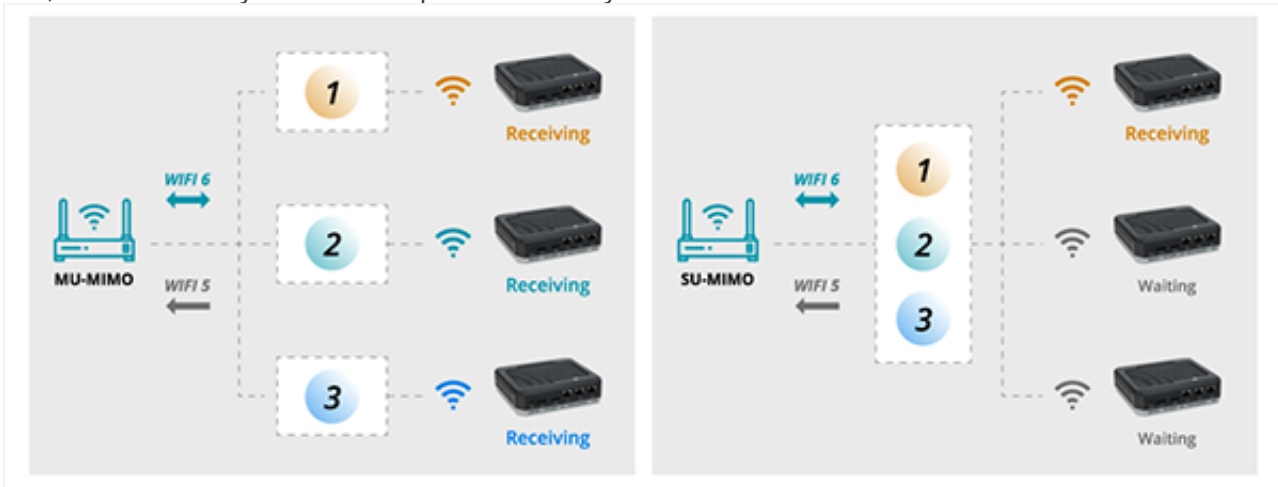 1
Receiving
WIFI 6
2
MU-MIMO
WIFI 5
Receiving
3
Receiving
Receiving
1
WIFI 6
2
SU-MIMO
WIFI 5
Waiting
3
Waiting